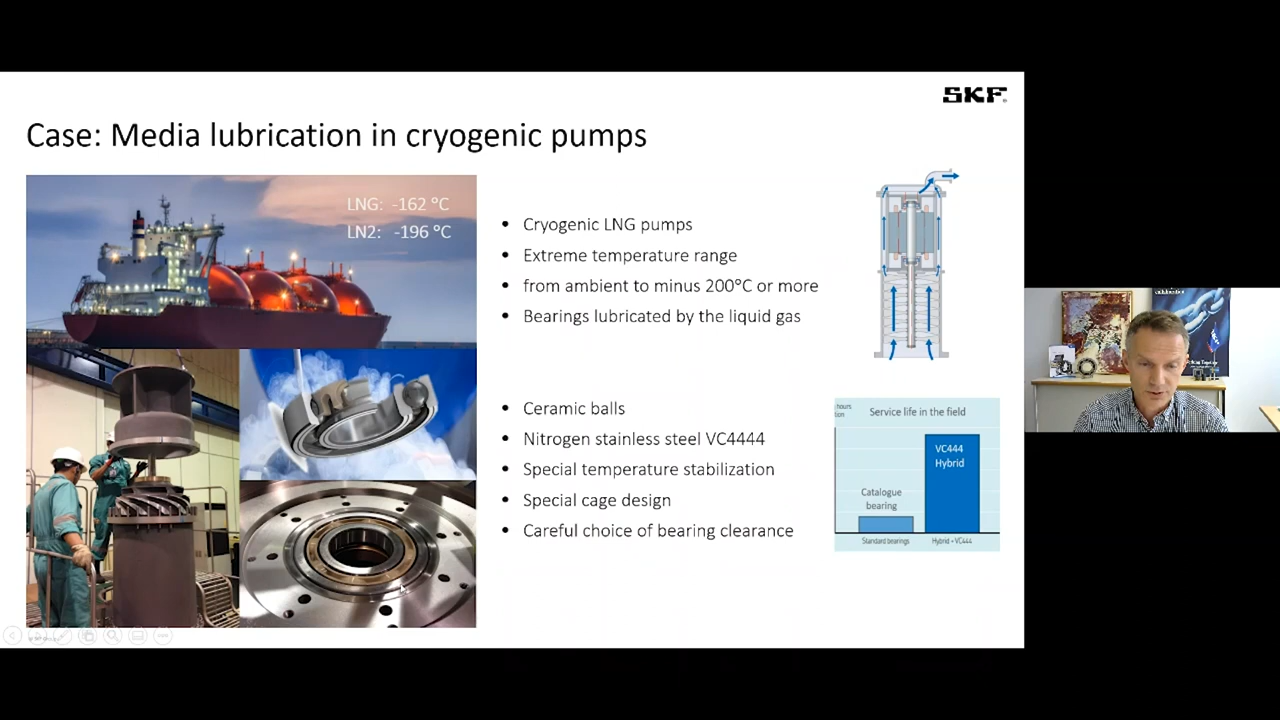 SKF
Case: Media lubrication in cryogenic pumps
LNG: -162 °C
LN2: -196 °C
• Cryogenic LNG pumps
• Extreme temperature range
• from ambient to minus 200°C or more
• Bearings lubricated by the liquid gas
• Ceramic balls
• Nitrogen stainless steel VC4444
• Special temperature stabilization
• Special cage design
• Careful choice of bearing clearance
hours
Service life in the field
VC444
Hybrid
Catalogue
bearing
Standard bearings
Hybrid + VC444